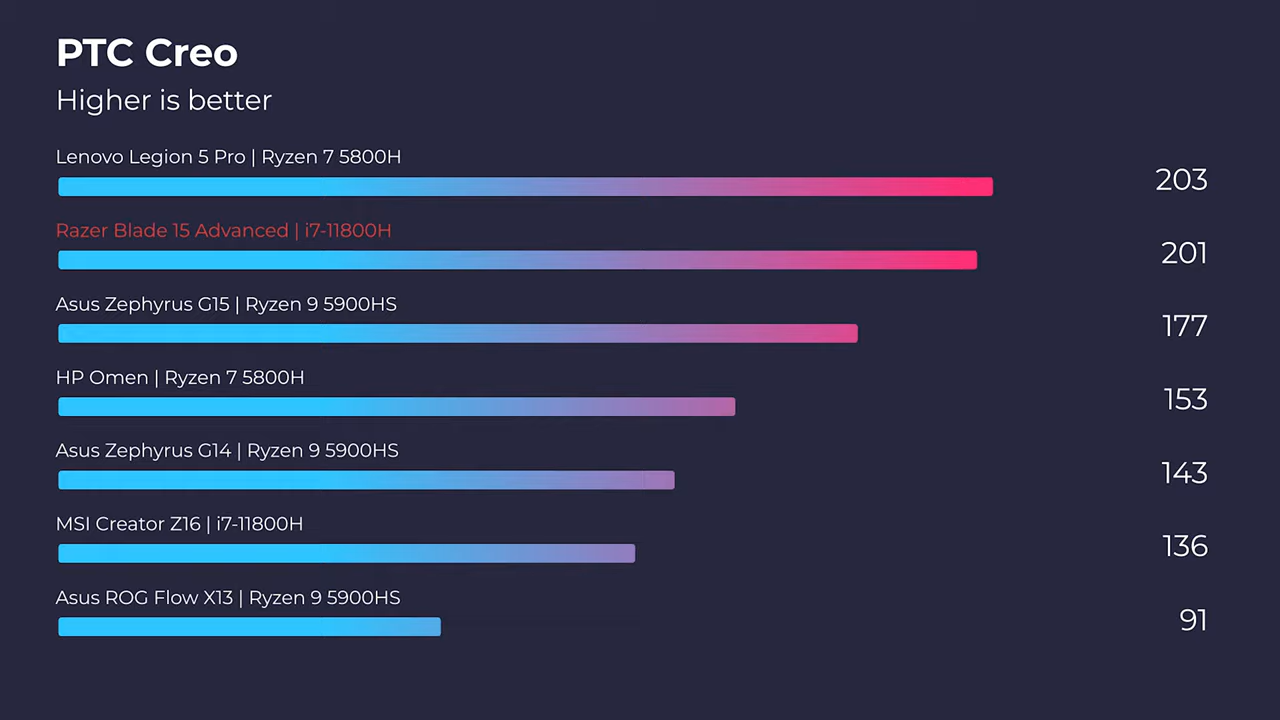 PTC Creo
Higher is better
Lenovo Legion 5 Pro | Ryzen 7 5800H
203
Razer Blade 15 Advanced | i7-11800H
201
Asus Zephyrus G15 | Ryzen 9 5900HS
177
HP Omen | Ryzen 7 5800H
153
Asus Zephyrus G14 | Ryzen 9 5900HS
143
MSI Creator Z16 | i7-11800H
136
Asus ROG Flow X13 | Ryzen 9 5900HS
91